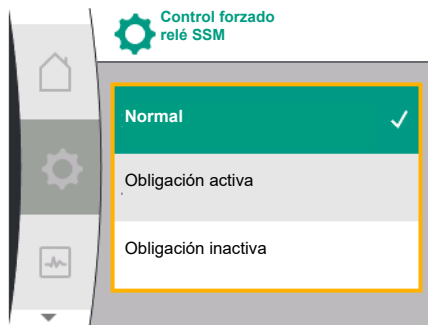 Control forzado
relé SSM
Normal
Obligación activa
Obligación inactiva